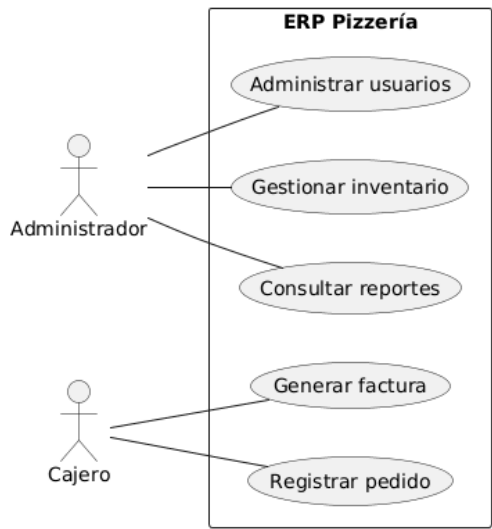 ERP Pizzería
Administrar usuarios
Gestionar inventario
Administrador
Consultar reportes
Generar factura
Cajero
Registrar pedido